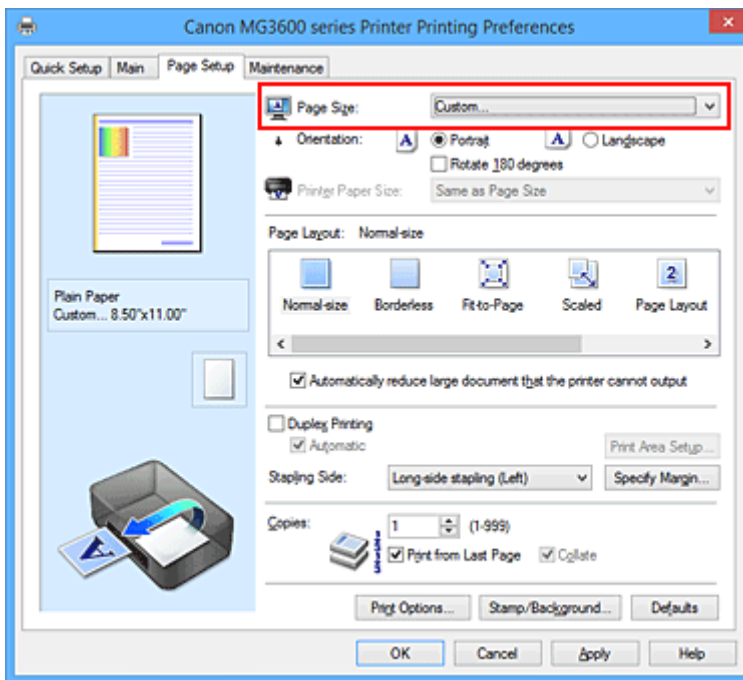 Canon MG3600 series Printer Printing Preferences
Quick Setup Main Page Setup Maintenance
Page Size: Custom...
Orientation: A Portrait A Landscape
Rotate 180 degrees
Printer Paper Size: Same as Page Size
Page Layout: Normal-size
Normal-size Borderless Fit-to-Page Scaled 2 Page Layout
Plain Paper
Custom... 8.50"x11.00"
Automatically reduce large document that the printer cannot output
Duplex Printing
Automatic Print Area Setup...
Stapling Side: Long-side stapling (Left) Specify Margin...
Copies: 1 (1-999)
Print from Last Page Collate
Print Options... Stamp/Background... Defaults
OK Cancel Apply Help